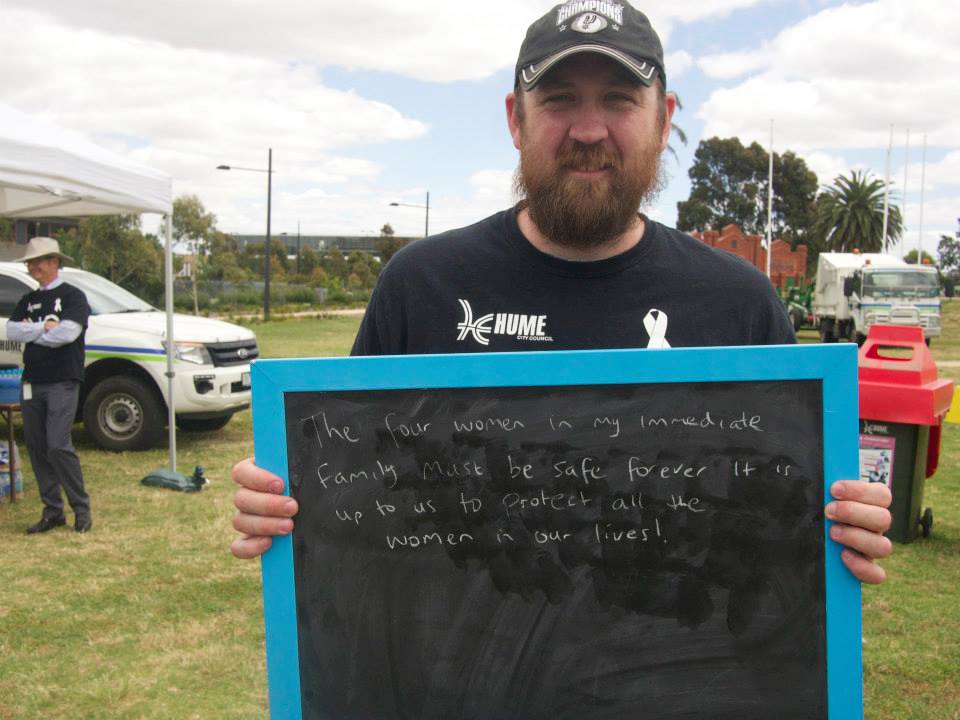 CHAMPIONS
HUME
CITY COUNCIL
HUME
The four women in my immediate
family must be safe forever It is
up to us to protect all the
women in our lives!